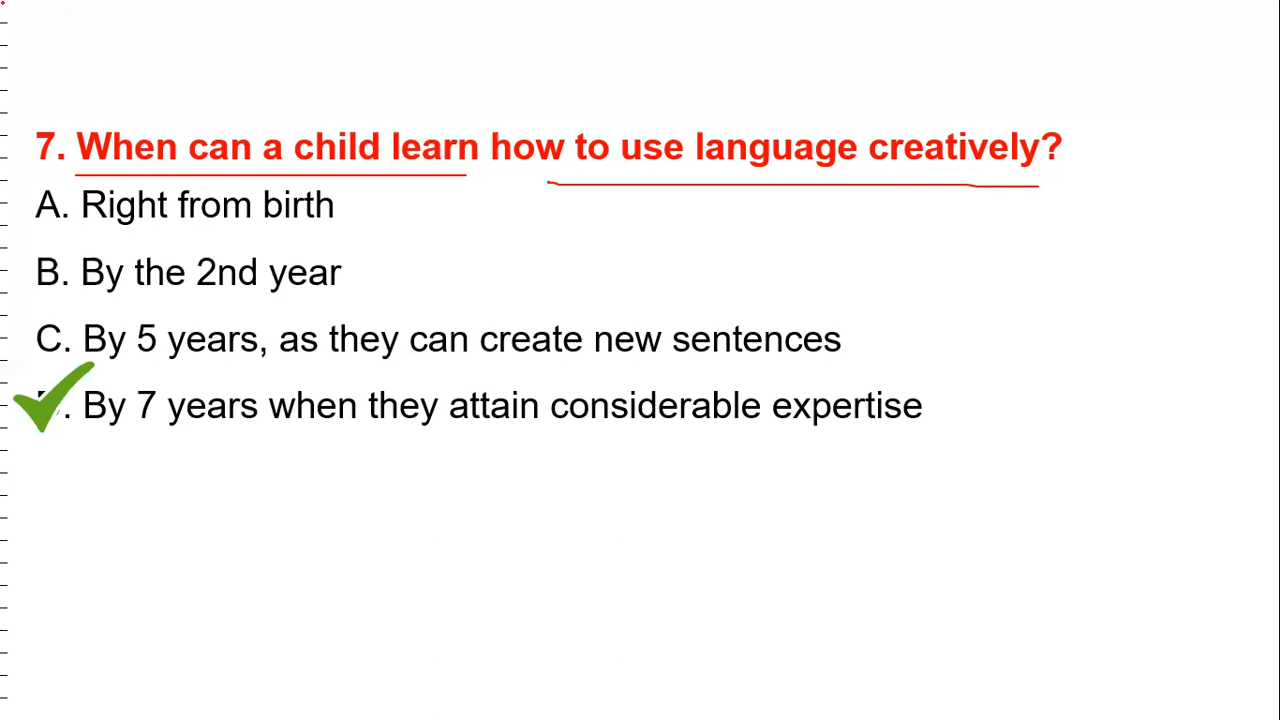 7. When can a child learn how to use language creatively?
A. Right from birth
B. By the 2nd year
C. By 5 years, as they can create new sentences
. By 7 years when they attain considerable expertise